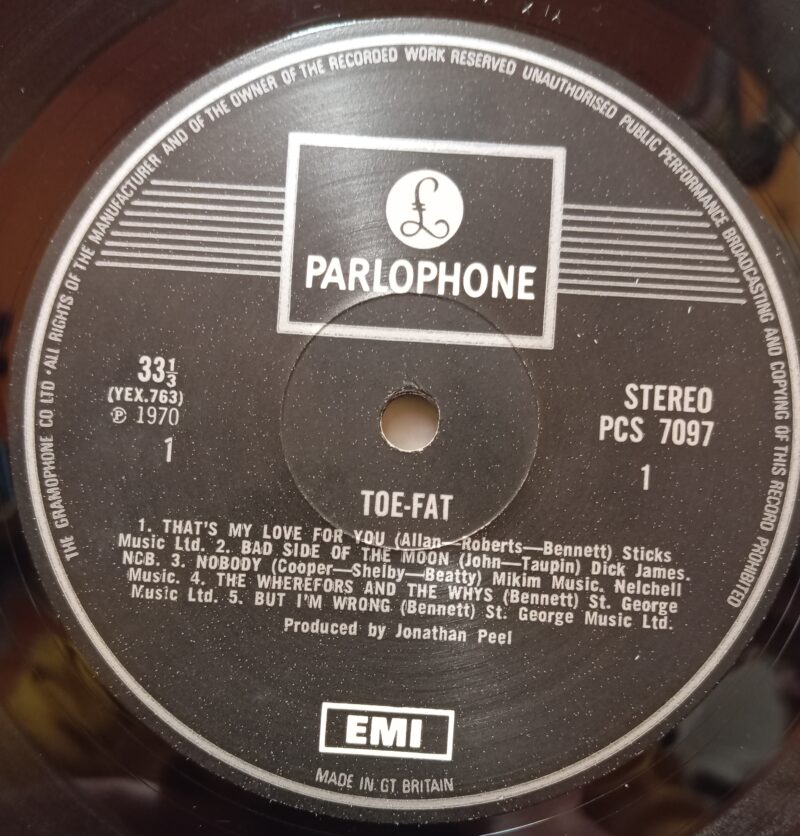 THE GRAMOPHONE CO LTD · ALL RIGHTS OF THE MANUFACTURER AND OF THE OWNER OF THE RECORDED WORK RESERVED UNAUTHORISED PUBLIC PERFORMANCE BROADCASTING AND COPYING OF THIS RECORD PROHIBITED
£
PARLOPHONE
33⅓
(YEX.763)
℗ 1970
1
STEREO
PCS 7097
1
TOE-FAT
1. THAT'S MY LOVE FOR YOU (Allan—Roberts—Bennett) Sticks
Music Ltd. 2. BAD SIDE OF THE MOON (John—Taupin) Dick James.
NCB. 3. NOBODY (Cooper—Shelby—Beatty) Mikim Music. Nelchell
Music. 4. THE WHEREFORS AND THE WHYS (Bennett) St. George
Music Ltd. 5. BUT I'M WRONG (Bennett) St. George Music Ltd.
Produced by Jonathan Peel
EMI
MADE IN GT BRITAIN